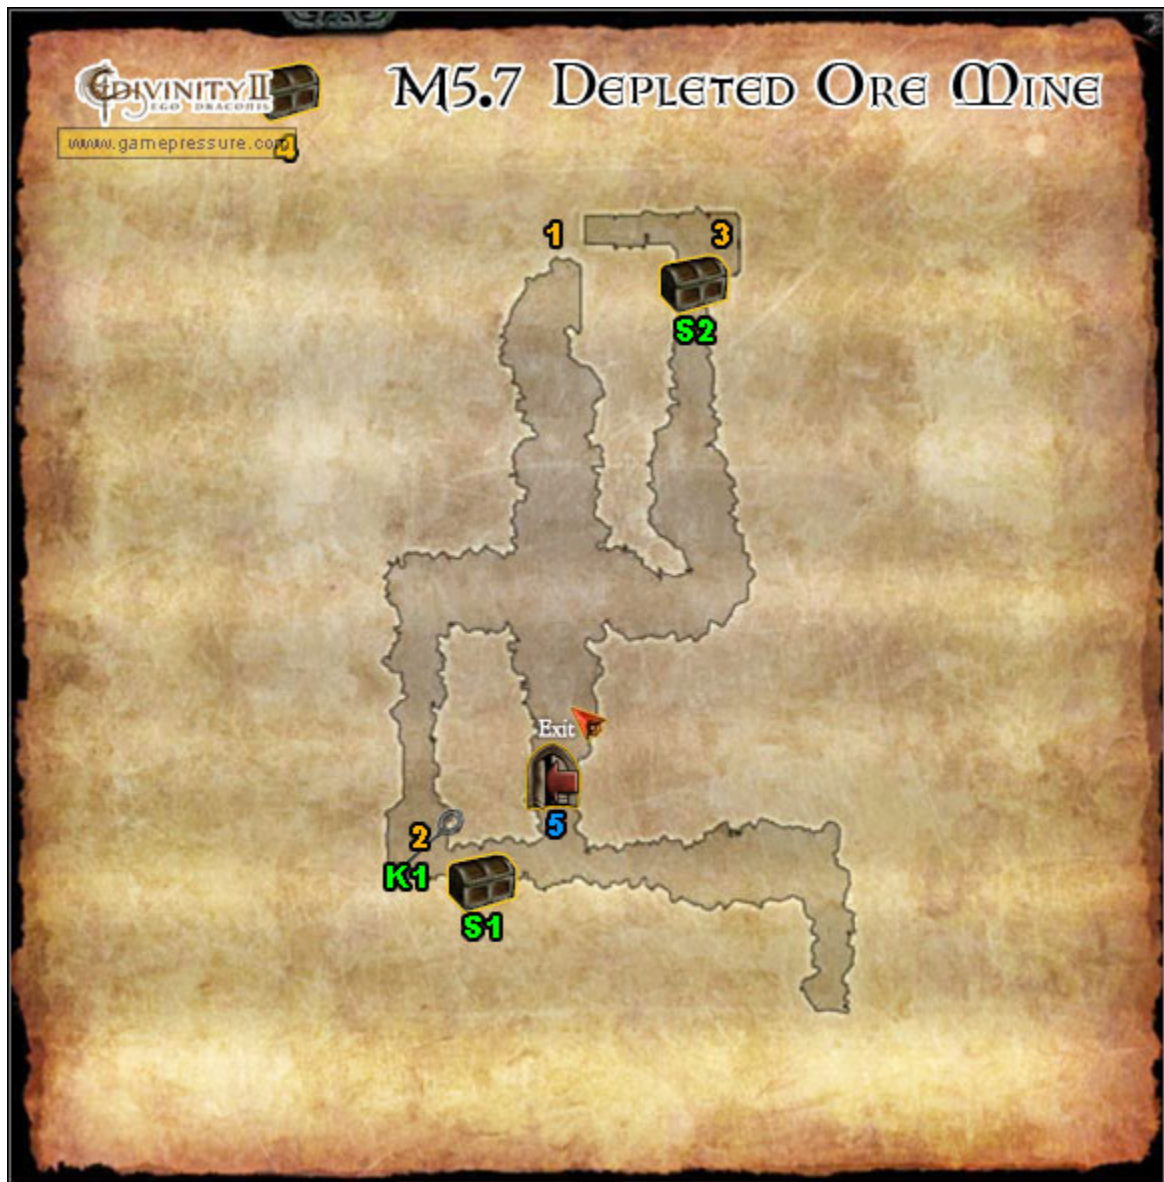 DIVINITY II
EGO DRACONIS
M5.7 DEPLETED ORE MINE
www.gamepressure.com
4
1
3
S2
Exit
5
2
K1
S1